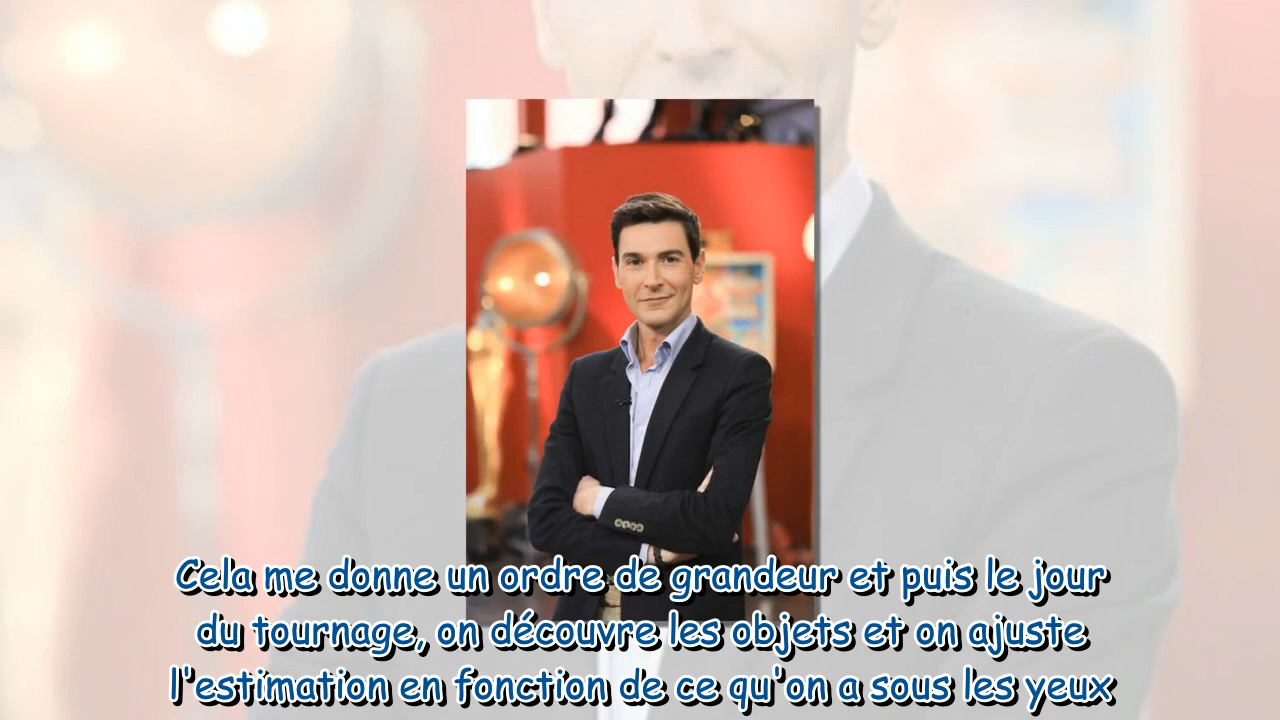 Cela me donne un ordre de grandeur et puis le jour
du tournage, on découvre les objets et on ajuste
l'estimation en fonction de ce qu'on a sous les yeux